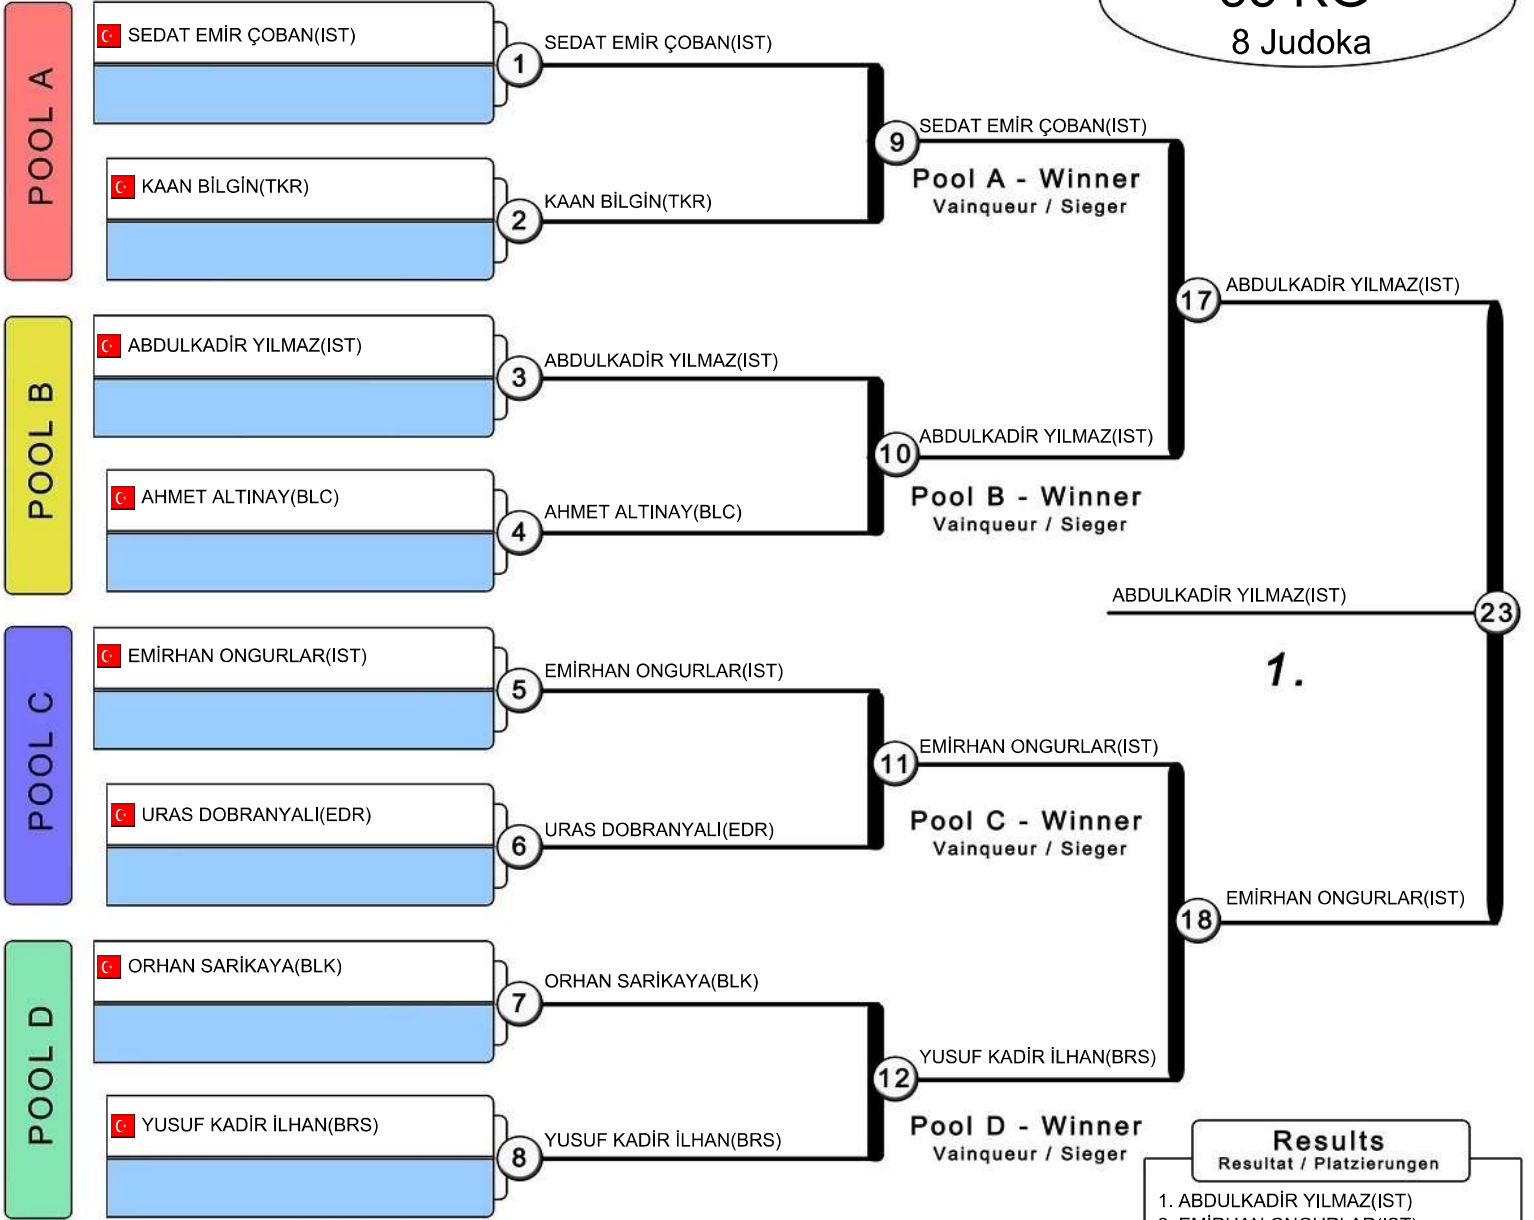 8 Judoka
POOL A
SEDAT EMİR ÇOBAN(IST)
1
SEDAT EMİR ÇOBAN(IST)
KAAN BİLGİN(TKR)
2
KAAN BİLGİN(TKR)
9
SEDAT EMİR ÇOBAN(IST)
Pool A - Winner
Vainqueur / Sieger
POOL B
ABDULKADİR YILMAZ(IST)
3
ABDULKADİR YILMAZ(IST)
AHMET ALTINAY(BLC)
4
AHMET ALTINAY(BLC)
10
ABDULKADİR YILMAZ(IST)
Pool B - Winner
Vainqueur / Sieger
17
ABDULKADİR YILMAZ(IST)
ABDULKADİR YILMAZ(IST)
23
1.
POOL C
EMİRHAN ONGURLAR(IST)
5
EMİRHAN ONGURLAR(IST)
URAS DOBRANYALI(EDR)
6
URAS DOBRANYALI(EDR)
11
EMİRHAN ONGURLAR(IST)
Pool C - Winner
Vainqueur / Sieger
18
EMİRHAN ONGURLAR(IST)
POOL D
ORHAN SARİKAYA(BLK)
7
ORHAN SARİKAYA(BLK)
YUSUF KADİR İLHAN(BRS)
8
YUSUF KADİR İLHAN(BRS)
12
YUSUF KADİR İLHAN(BRS)
Pool D - Winner
Vainqueur / Sieger
Results
Resultat / Platzierungen
1. ABDULKADİR YILMAZ(IST)